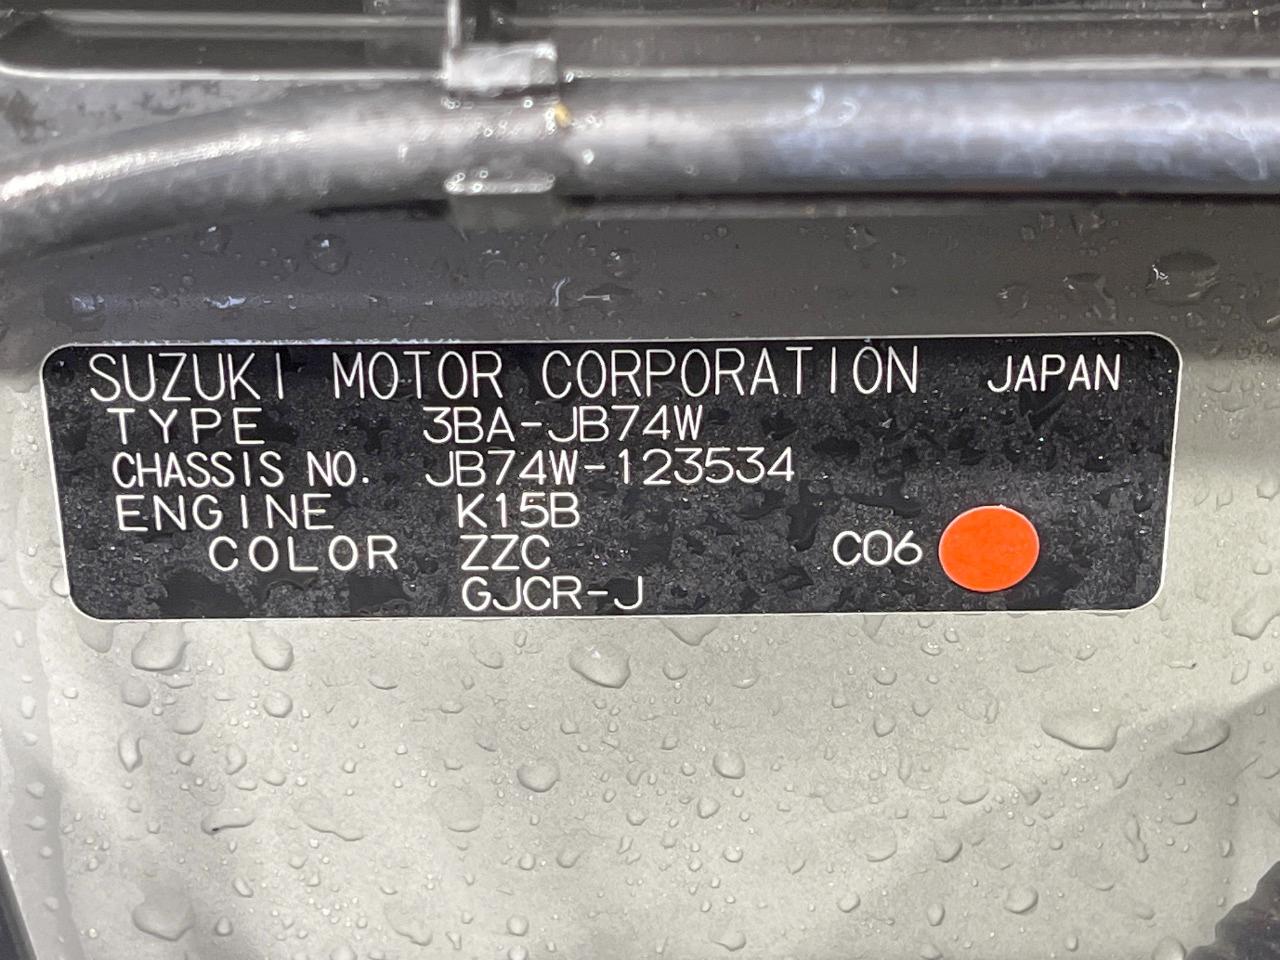 SUZUKI MOTOR CORPORATION JAPAN
TYPE 3BA-JB74W
CHASSIS NO. JB74W-123534
ENGINE K15B
COLOR ZZC C06
GJCR-J